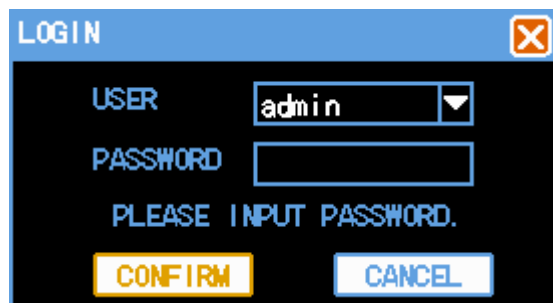 LOGIN
USER admin
PASSWORD
PLEASE INPUT PASSWORD.
CONFIRM CANCEL